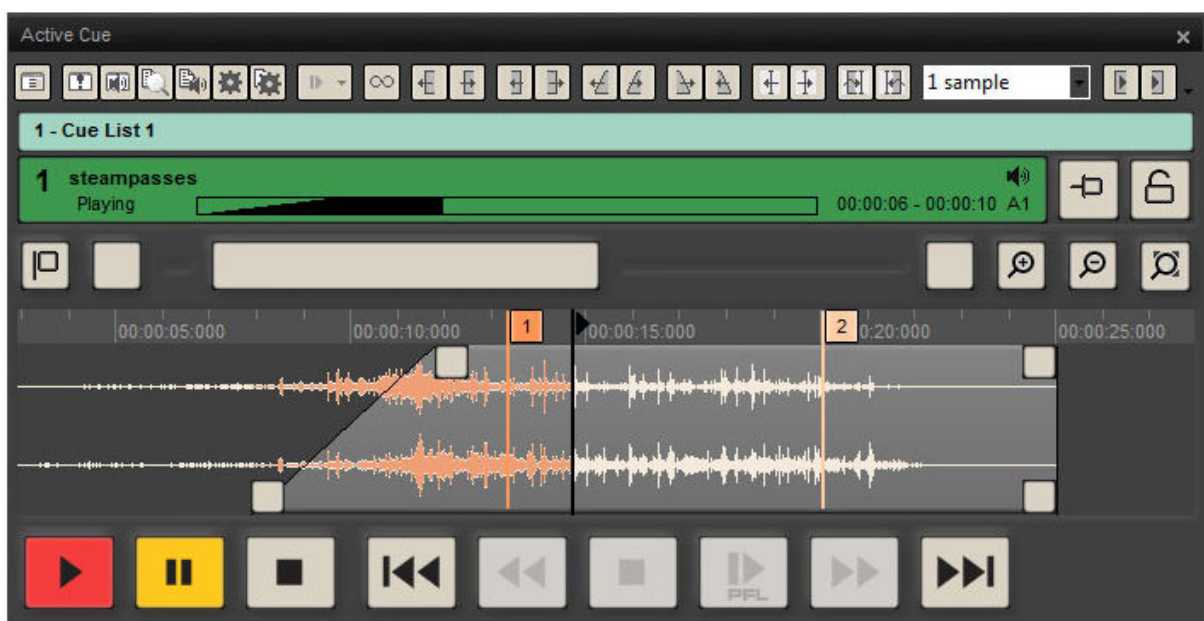 Active Cue
1 sample
1 - Cue List 1
1 steampasses
Playing 00:00:06 - 00:00:10 A1
00:00:05:000 00:00:10:000 1 00:00:15:000 2 0:20:000 00:00:25:000
PFL